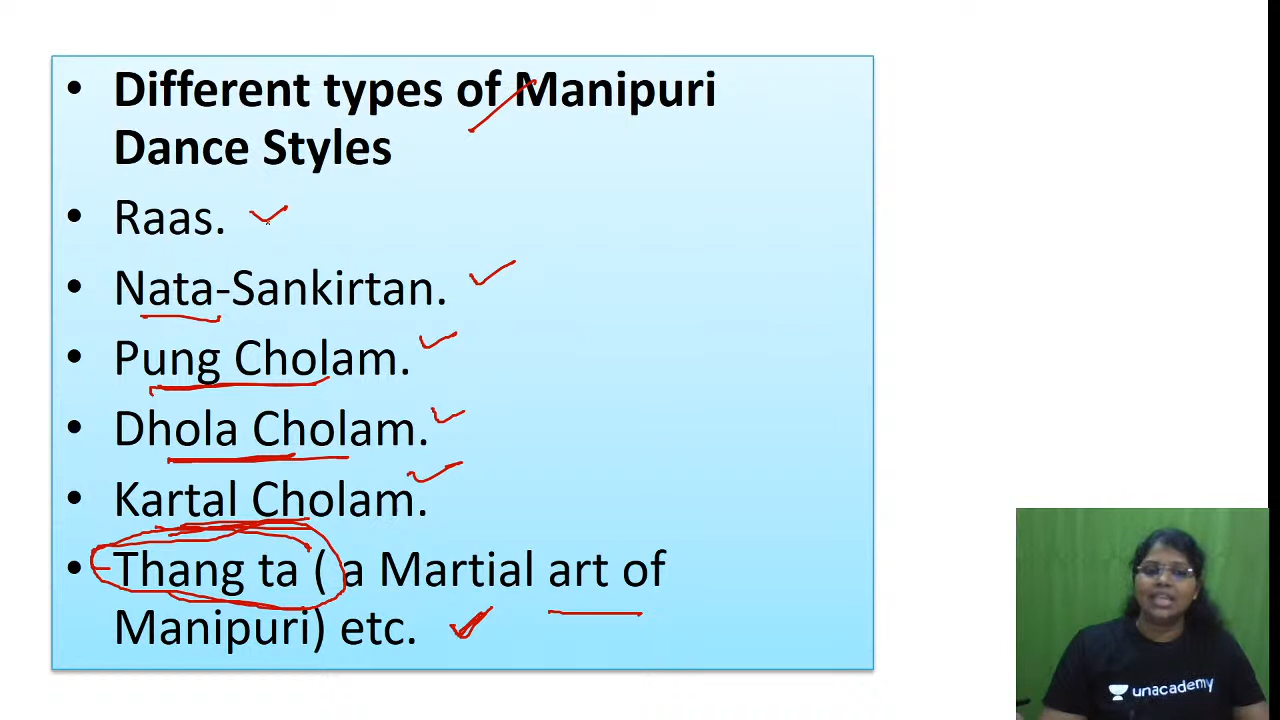 • Different types of Manipuri
Dance Styles
• Raas.
• Nata-Sankirtan.
• Pung Cholam.
• Dhola Cholam.
• Kartal Cholam.
• Thang ta ( a Martial art of
Manipuri) etc.
unacademy